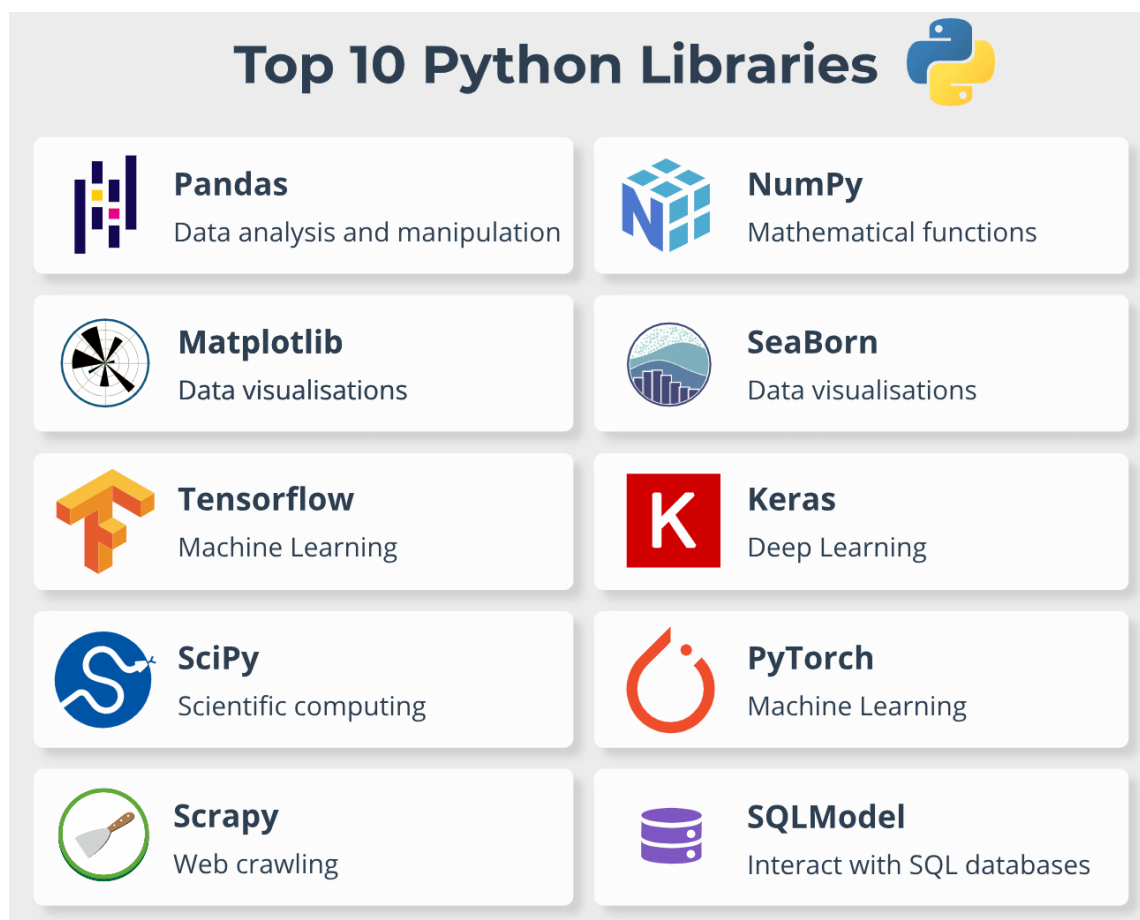 Top 10 Python Libraries
Pandas
Data analysis and manipulation
NumPy
Mathematical functions
Matplotlib
Data visualisations
SeaBorn
Data visualisations
Tensorflow
Machine Learning
K
Keras
Deep Learning
SciPy
Scientific computing
PyTorch
Machine Learning
Scrapy
Web crawling
SQLModel
Interact with SQL databases